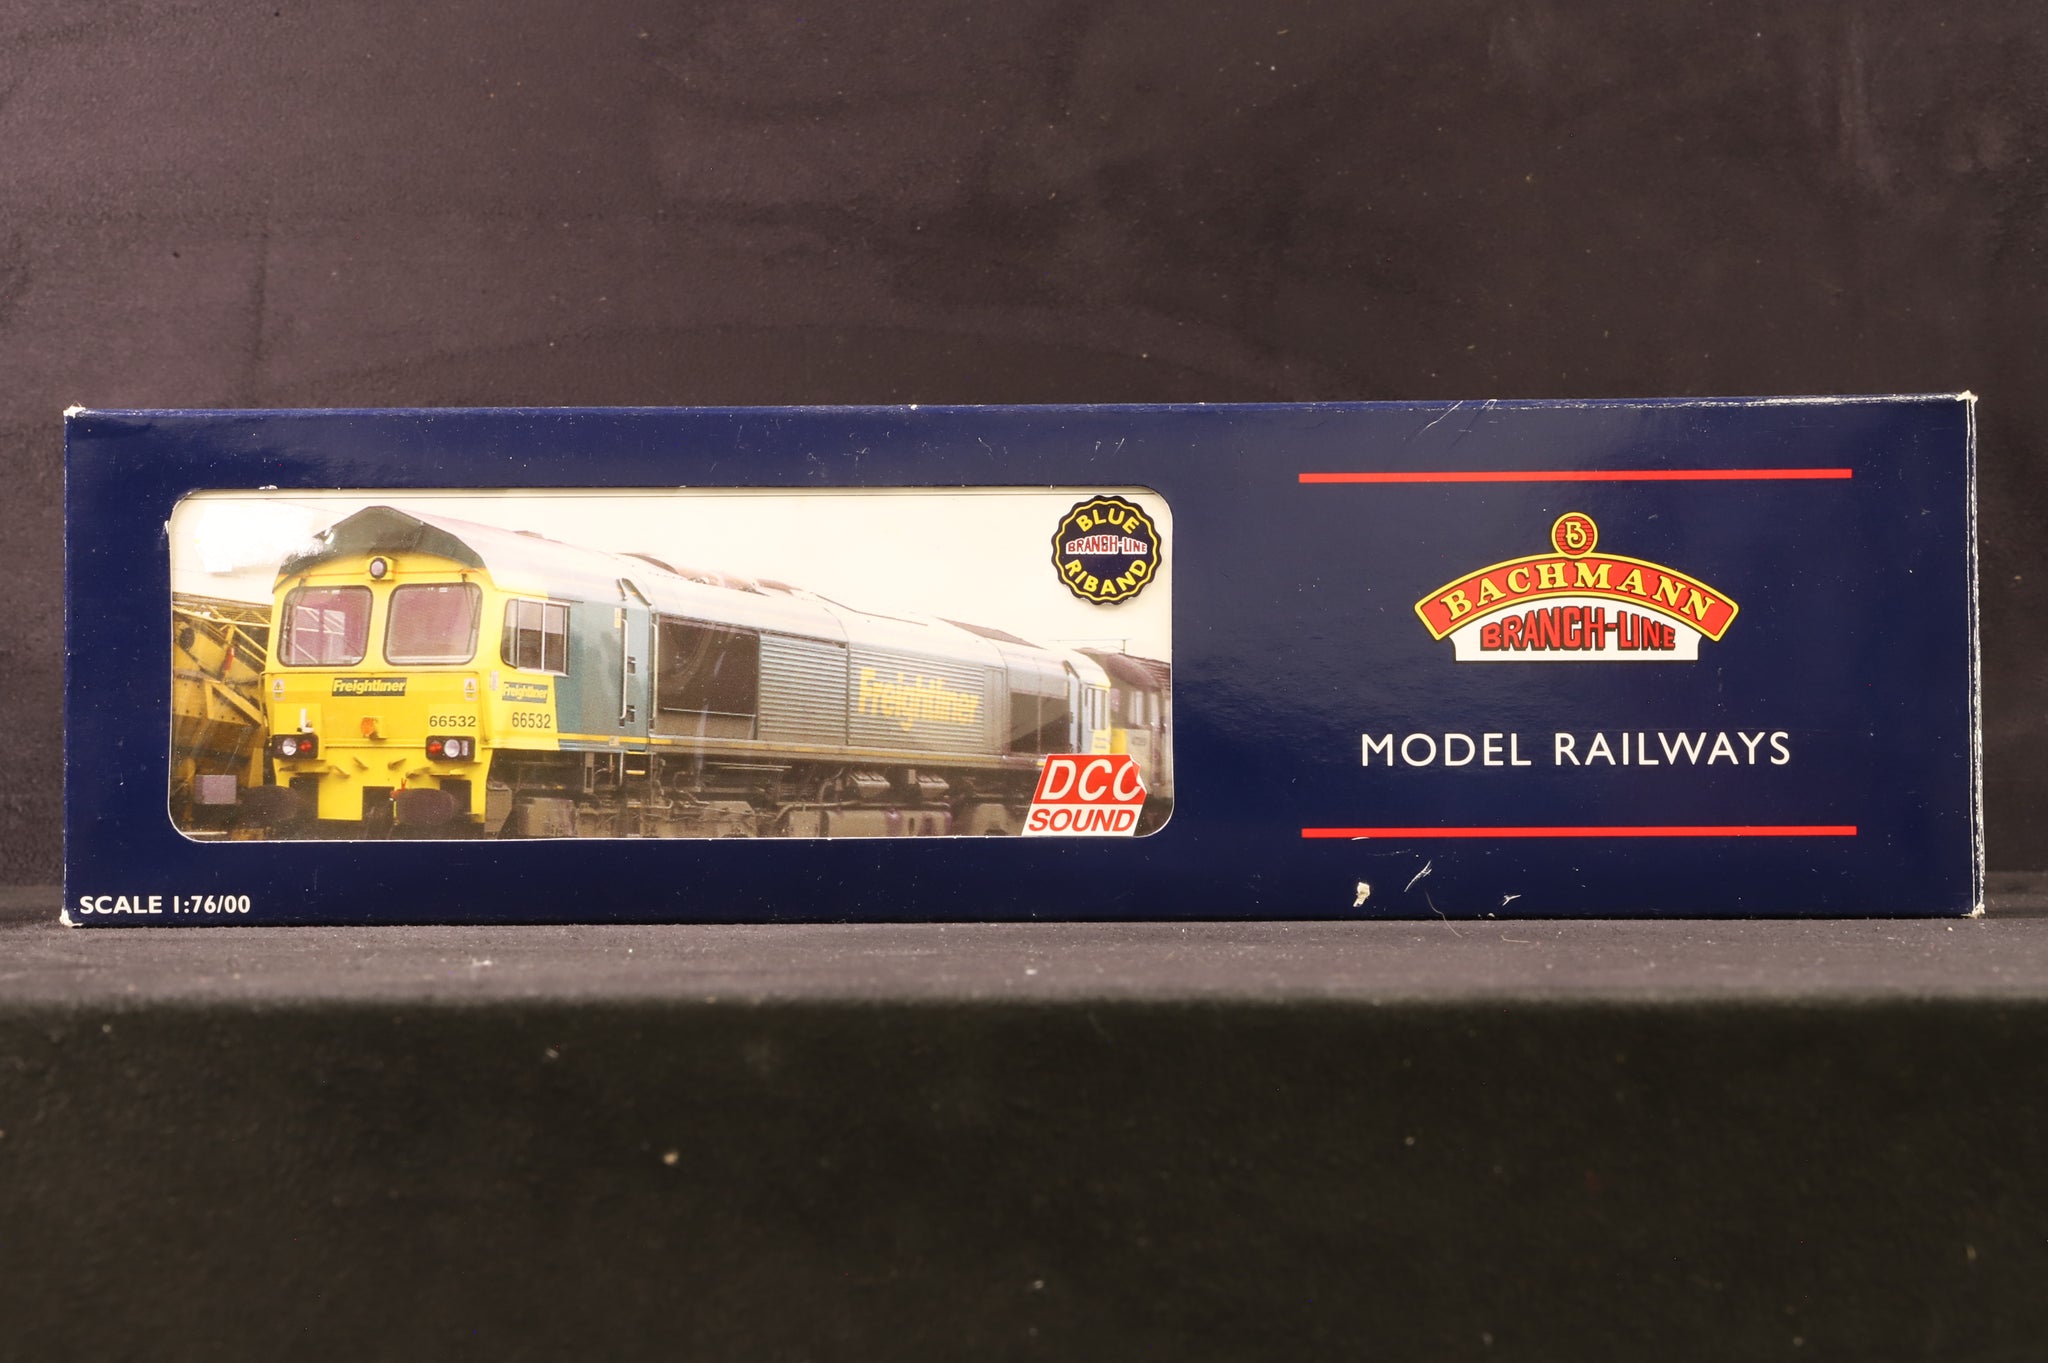 BLUE
BRANCH-LINE
RIBAND
Freightliner
Freightliner
66532
66532
Freightliner
DCC
SOUND
SCALE 1:76/00
B
BACHMANN
BRANCH-LINE
MODEL RAILWAYS